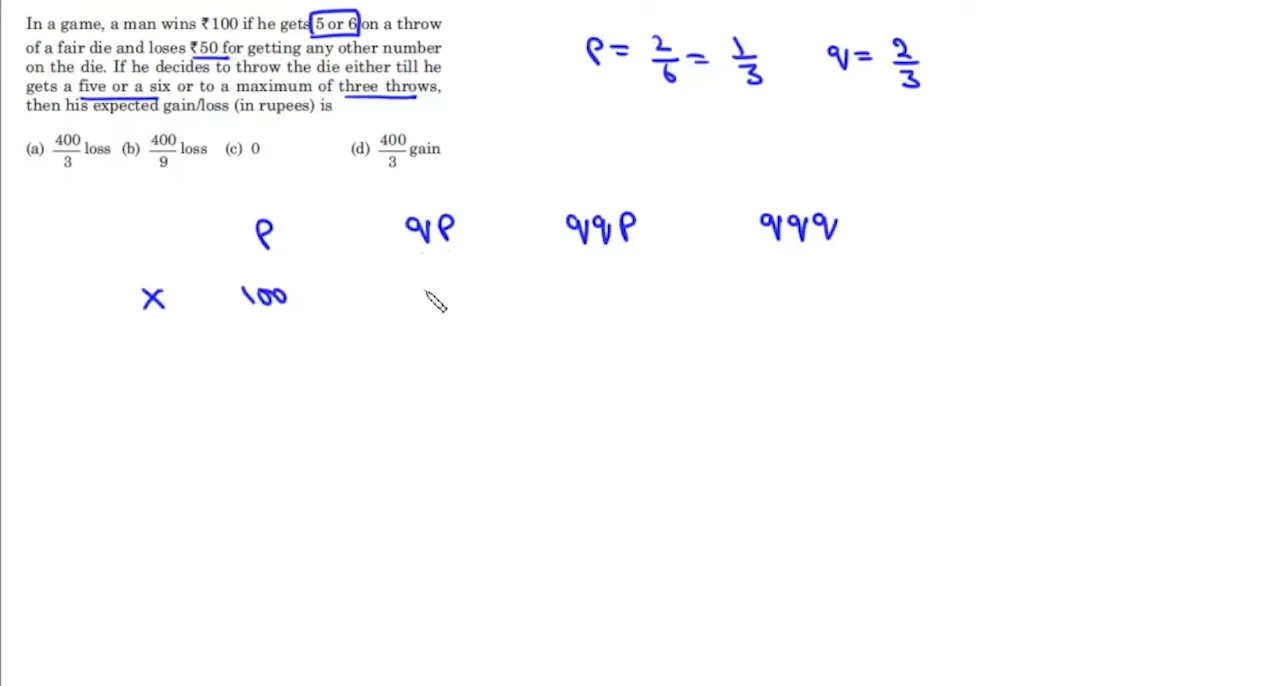 In a game, a man wins ₹100 if he gets 5 or 6 on a throw
of a fair die and loses ₹50 for getting any other number
on the die. If he decides to throw the die either till he
gets a five or a six or to a maximum of three throws,
then his expected gain/loss (in rupees) is
(a) 400/3 loss (b) 400/9 loss (c) 0 (d) 400/3 gain
P = 2/6 = 1/3 q = 2/3
P qP qqP qqq
X 100